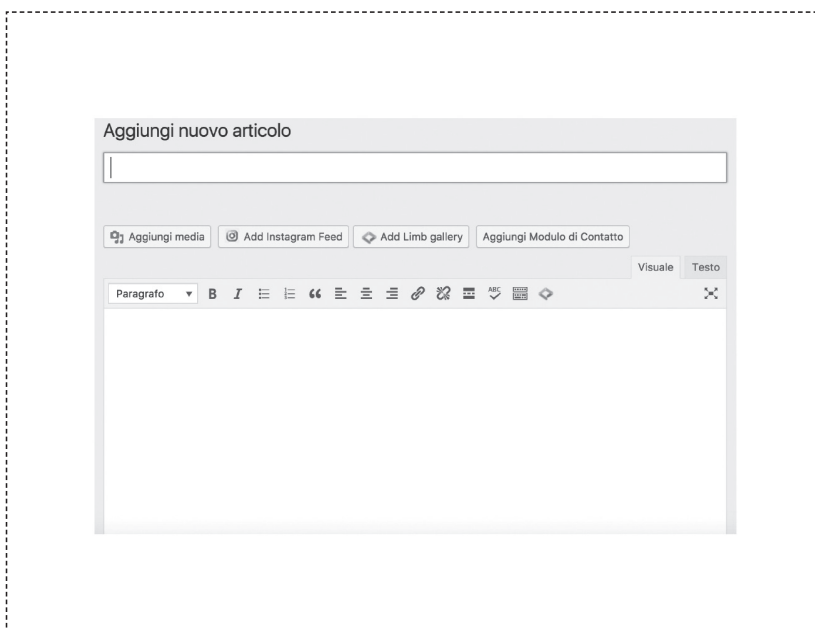 Aggiungi nuovo articolo
Aggiungi media Add Instagram Feed Add Limb gallery Aggiungi Modulo di Contatto
Visuale Testo
Paragrafo B I ABC